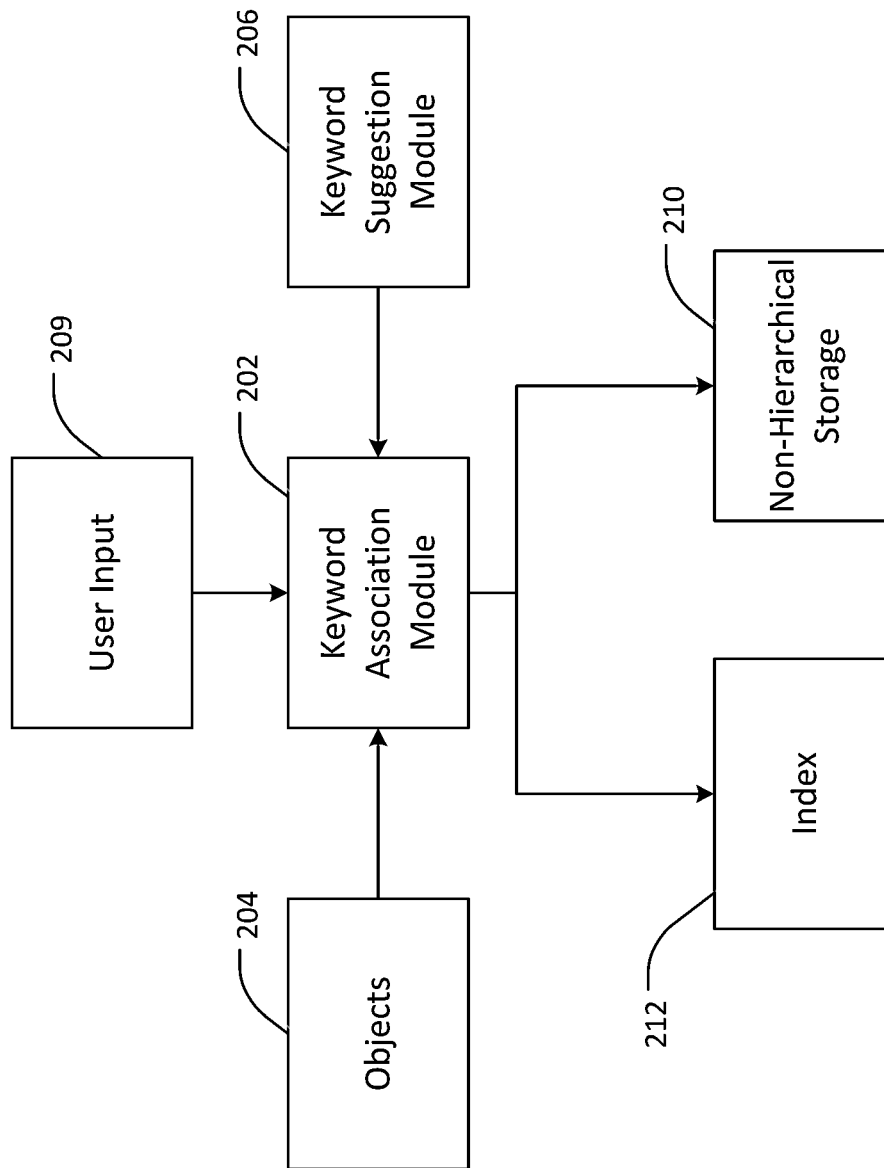 209
User Input
204
Objects
202
Keyword
Association
Module
206
Keyword
Suggestion
Module
212
Index
210
Non-Hierarchical
Storage